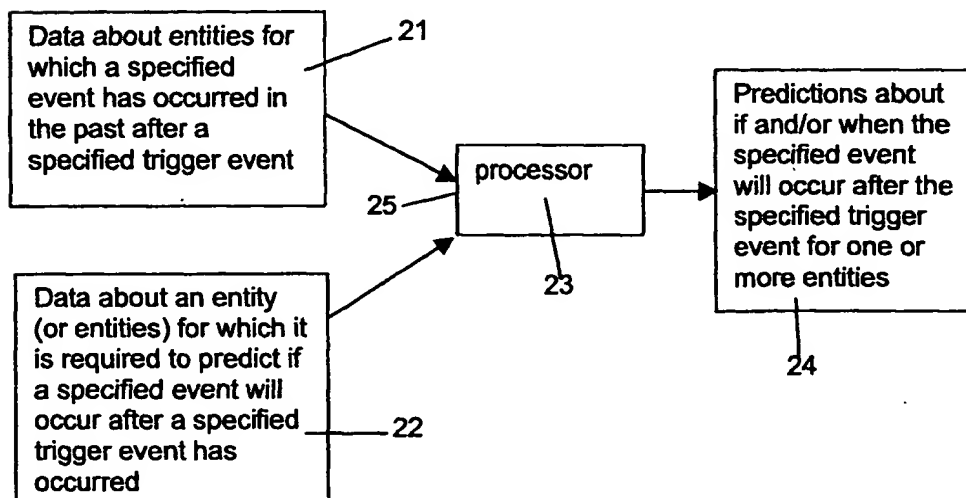 Data about entities for
which a specified
event has occurred in
the past after a
specified trigger event
21
processor
25
23
Predictions about
if and/or when the
specified event
will occur after the
specified trigger
event for one or
more entities
24
Data about an entity
(or entities) for which it
is required to predict if
a specified event will
occur after a specified
trigger event has
occurred
22